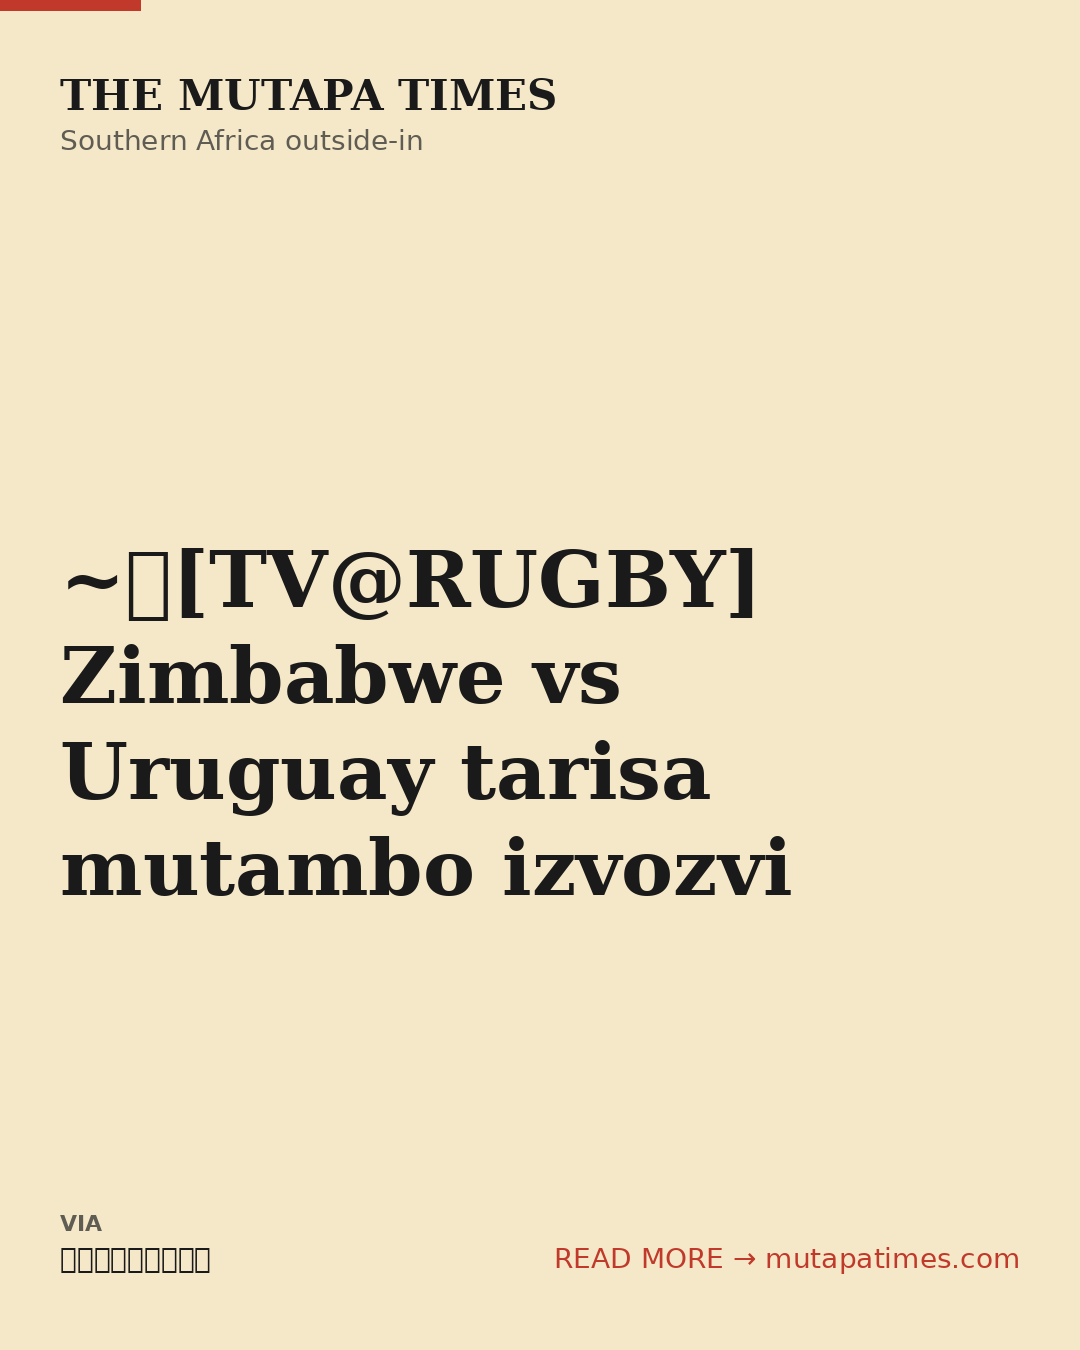 THE MUTAPA TIMES
Southern Africa outside-in
~[TV@RUGBY]
Zimbabwe vs
Uruguay tarisa
mutambo izvozvi
VIA
READ MORE → mutapatimes.com